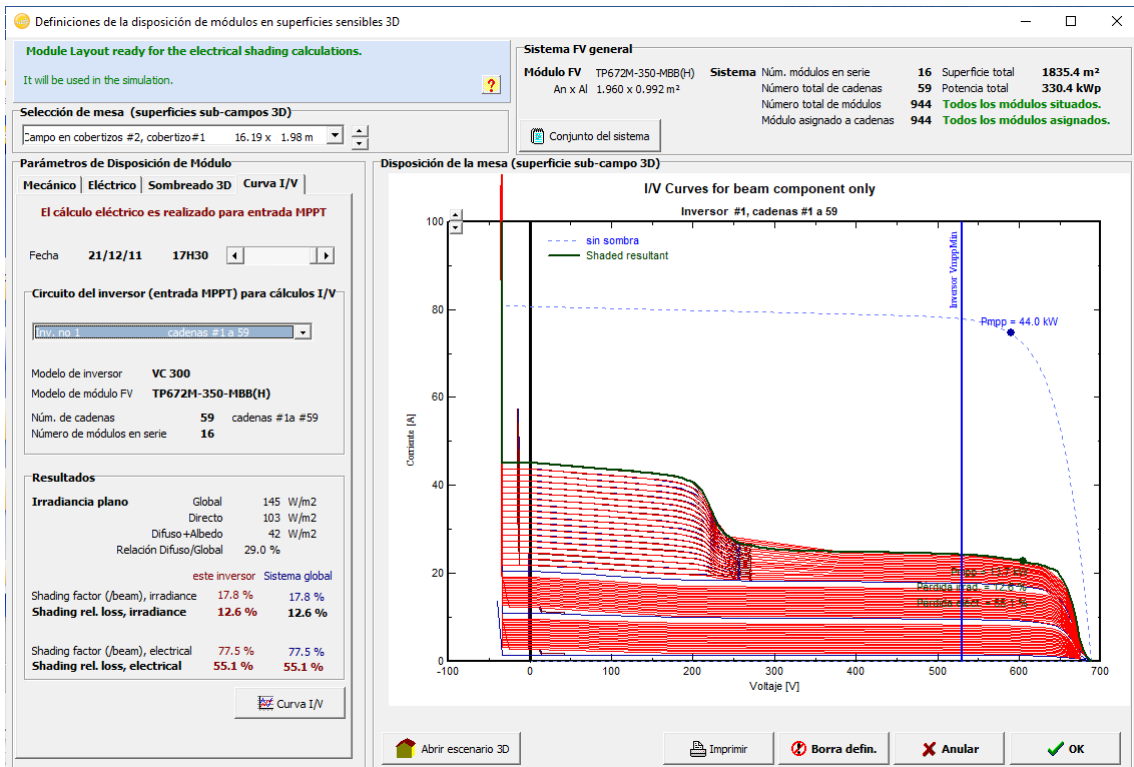 Definiciones de la disposición de módulos en superficies sensibles 3D
Module Layout ready for the electrical shading calculations.
It will be used in the simulation.
?
Selección de mesa (superficies sub-campos 3D)
Campo en cobertizos #2, cobertizo#1 16.19 x 1.98 m
Sistema FV general
Módulo FV TP672M-350-MBB(H) Sistema Núm. módulos en serie 16 Superficie total 1835.4 m²
An x Al 1.960 x 0.992 m² Número total de cadenas 59 Potencia total 330.4 kWp
Número total de módulos 944 Todos los módulos situados.
Módulo asignado a cadenas 944 Todos los módulos asignados.
Conjunto del sistema
Parámetros de Disposición de Módulo
Mecánico Eléctrico Sombreado 3D Curva I/V
El cálculo eléctrico es realizado para entrada MPPT
Fecha 21/12/11 17H30
Circuito del inversor (entrada MPPT) para cálculos I/V
Inv. no 1 cadenas #1 a 59
Modelo de inversor VC 300
Modelo de módulo FV TP672M-350-MBB(H)
Núm. de cadenas 59 cadenas #1a #59
Número de módulos en serie 16
Resultados
Irradiancia plano Global 145 W/m2
Directo 103 W/m2
Difuso+Albedo 42 W/m2
Relación Difuso/Global 29.0 %
este inversor Sistema global
Shading factor (/beam), irradiance 17.8 % 17.8 %
Shading rel. loss, irradiance 12.6 % 12.6 %
Shading factor (/beam), electrical 77.5 % 77.5 %
Shading rel. loss, electrical 55.1 % 55.1 %
Curva I/V
Disposición de la mesa (superficie sub-campo 3D)
I/V Curves for beam component only
Inversor #1, cadenas #1 a 59
sin sombra
Shaded resultant
Inversor VmppMin
Pmpp = 44.0 kW
Pmpp =
Pérdida irrad. = 12.6 %
Pérdida eléct. = 55.1 %
Corriente [A]
100
80
60
40
20
0
-100 0 100 200 300 400 500 600 700
Voltaje [V]
Abrir escenario 3D Imprimir Borra defin. Anular OK